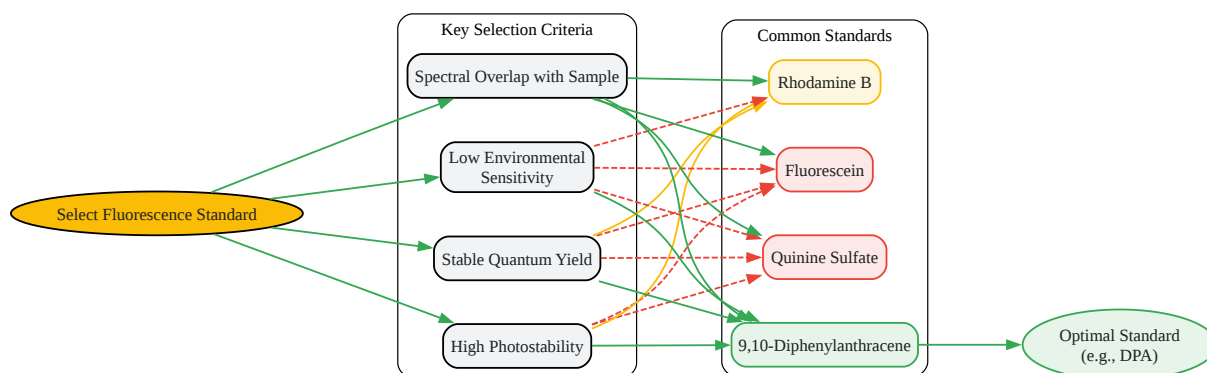 Key Selection Criteria
Common Standards
Spectral Overlap with Sample
Rhodamine B
Low Environmental
Sensitivity
Fluorescein
Select Fluorescence Standard
Stable Quantum Yield
Quinine Sulfate
High Photostability
9,10-Diphenylanthracene
Optimal Standard
(e.g., DPA)